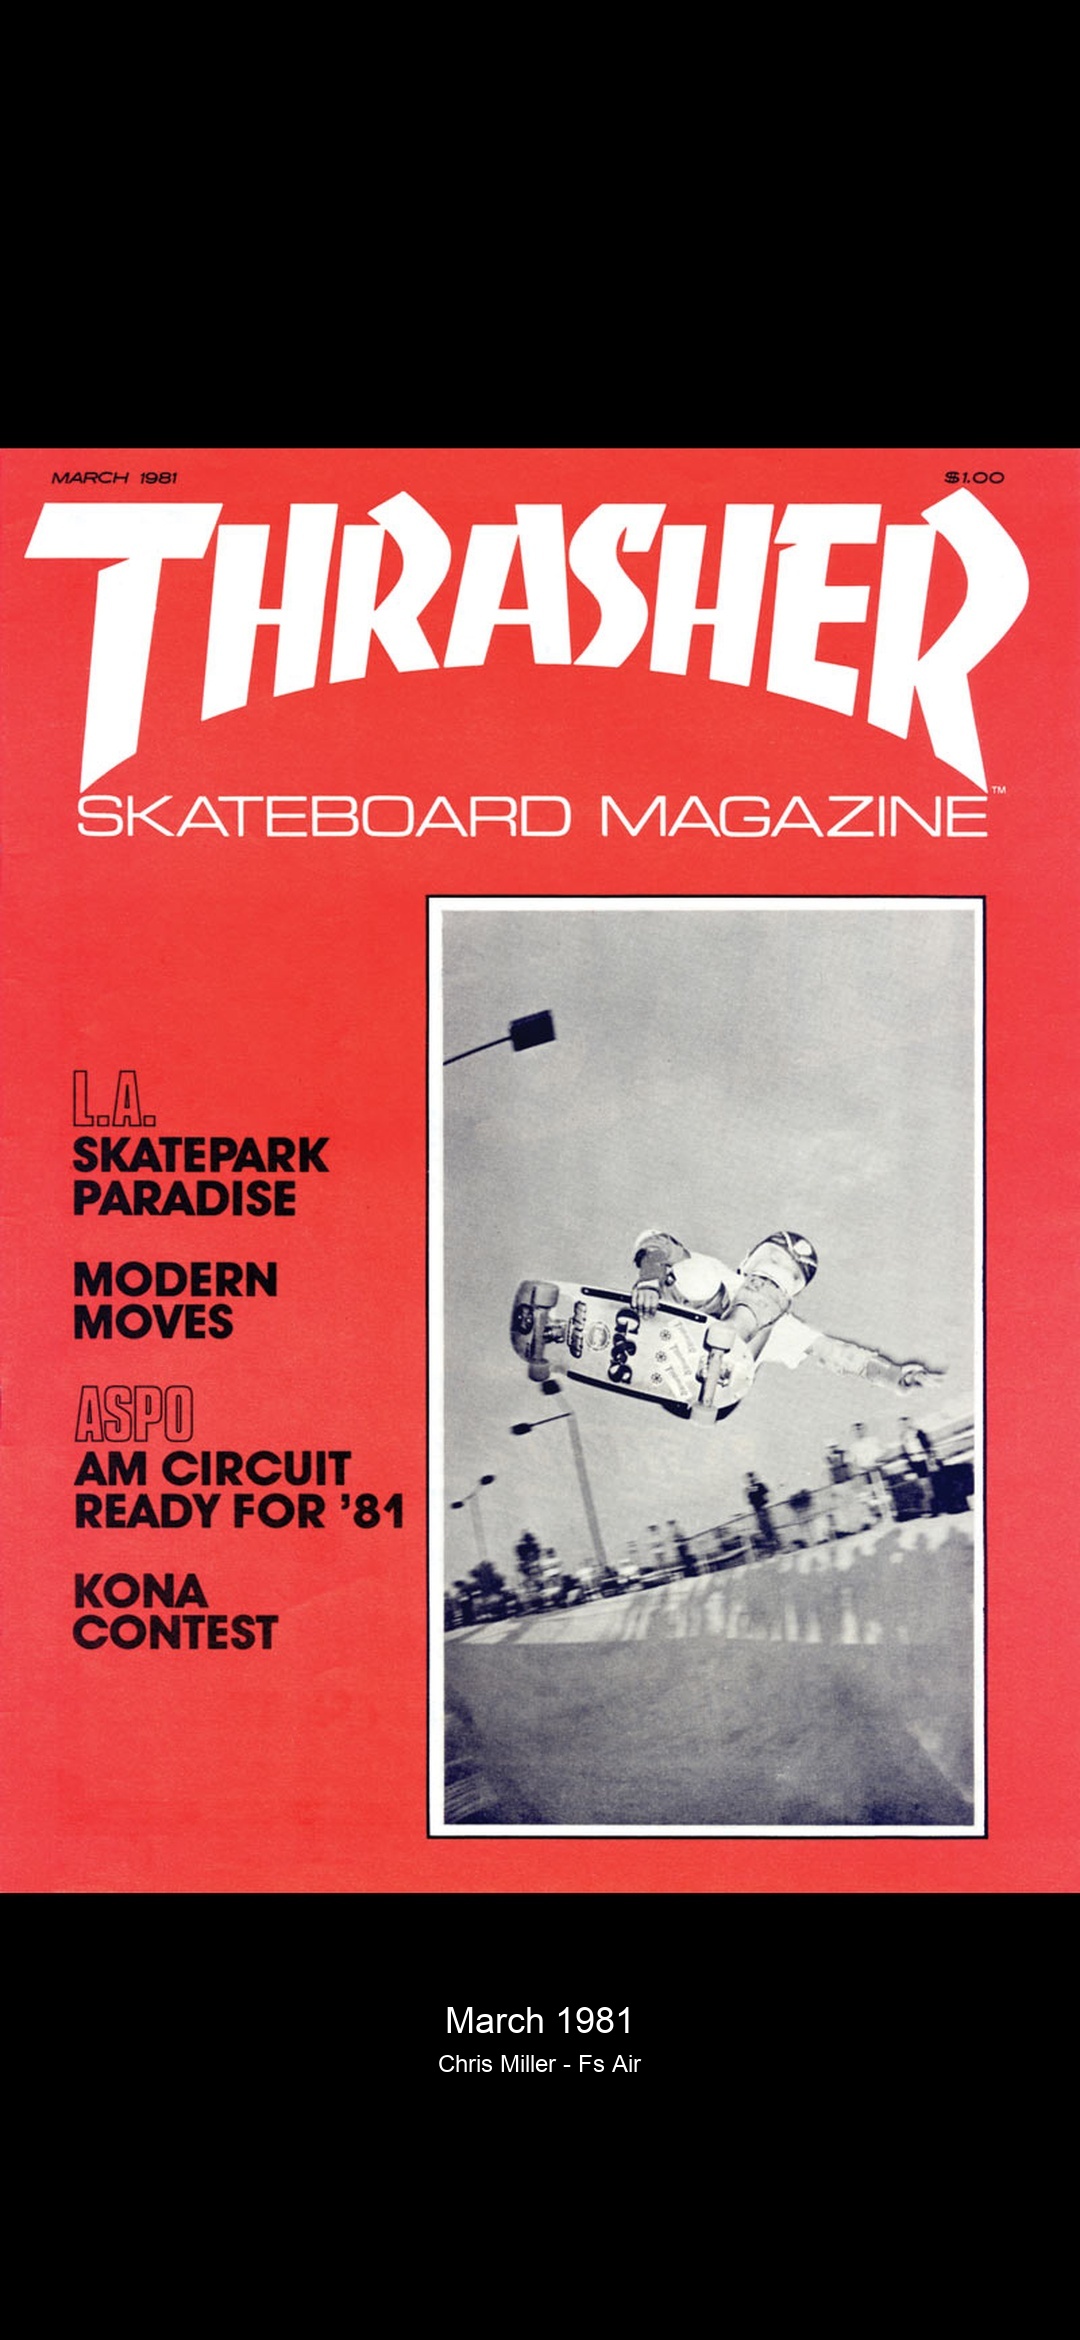 MARCH 1981
$1.00
THRASHER
SKATEBOARD MAGAZINE™
L.A.
SKATEPARK
PARADISE
MODERN
MOVES
ASPO
AM CIRCUIT
READY FOR ’81
KONA
CONTEST
G&S
March 1981
Chris Miller - Fs Air